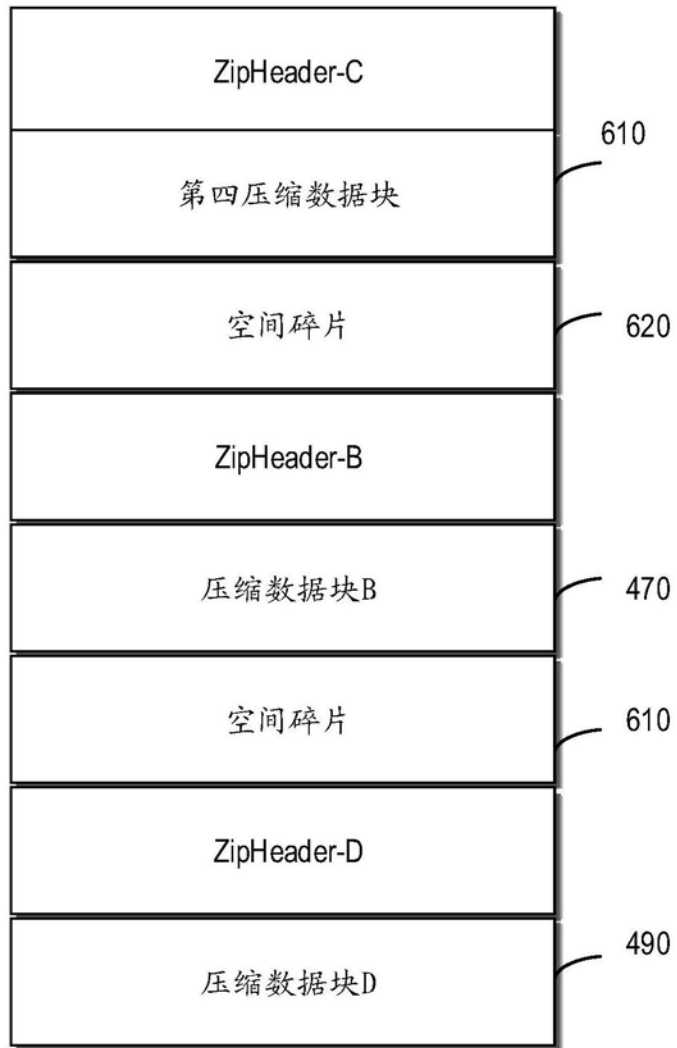 ZipHeader-C
610
第四压缩数据块
空间碎片
620
ZipHeader-B
压缩数据块B
470
空间碎片
610
ZipHeader-D
490
压缩数据块D